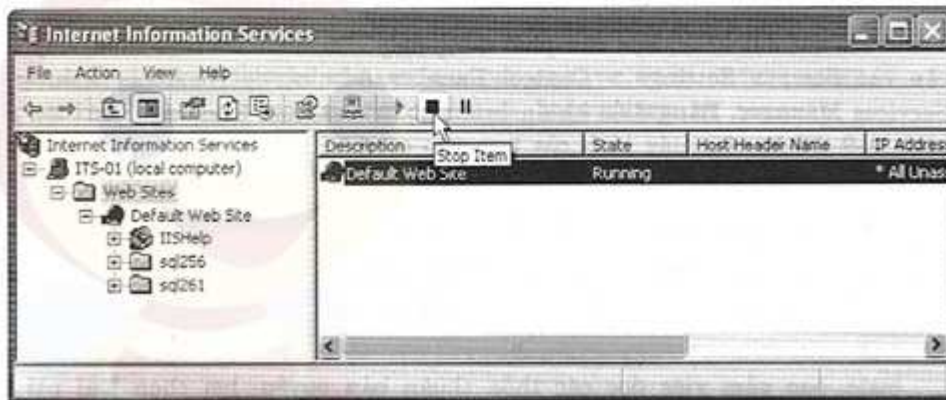 Internet Information Services
File Action View Help
Internet Information Services
ITS-01 (local computer)
Web Sites
Default Web Site
IISHelp
sql256
sql261
Description State Host Header Name IP Address
Stop Item
Default Web Site Running * All Unas